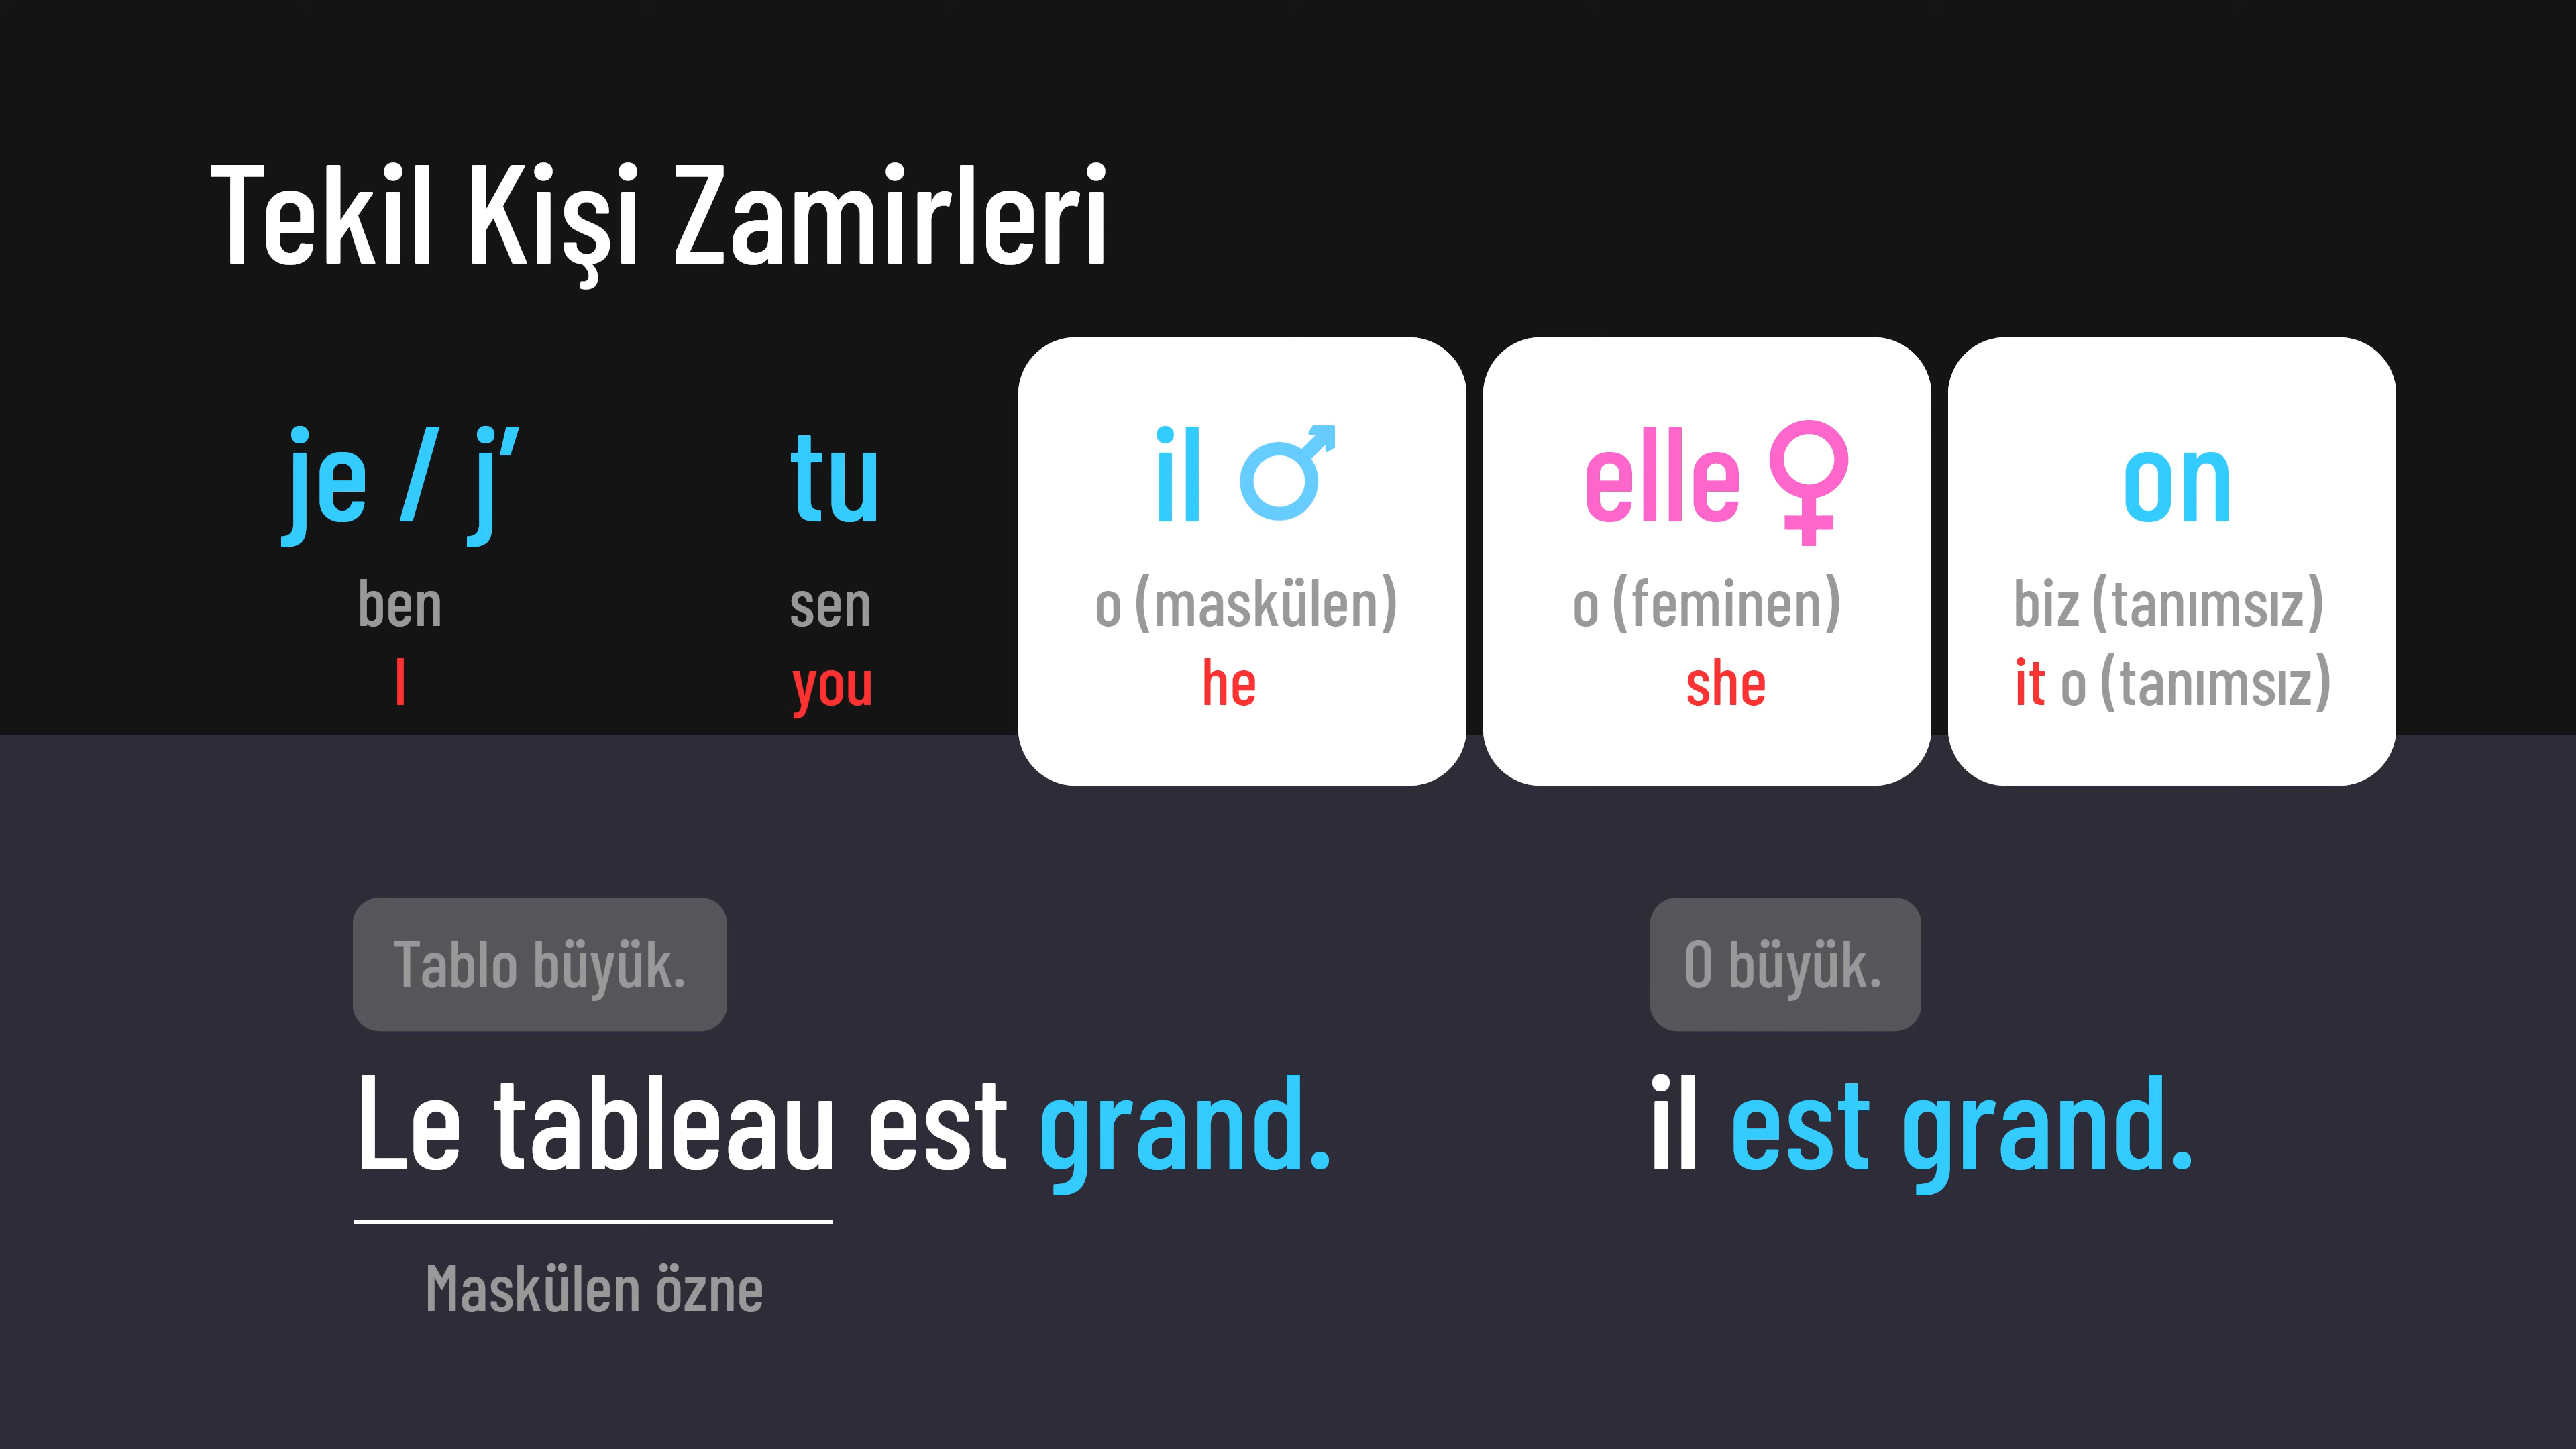 Tekil Kişi Zamirleri
je / j' tu il ♂ elle ♀ on
ben sen o (maskülen) o (feminen) biz (tanımsız)
I you he she it o (tanımsız)
Tablo büyük. O büyük.
Le tableau est grand. il est grand.
Maskülen özne